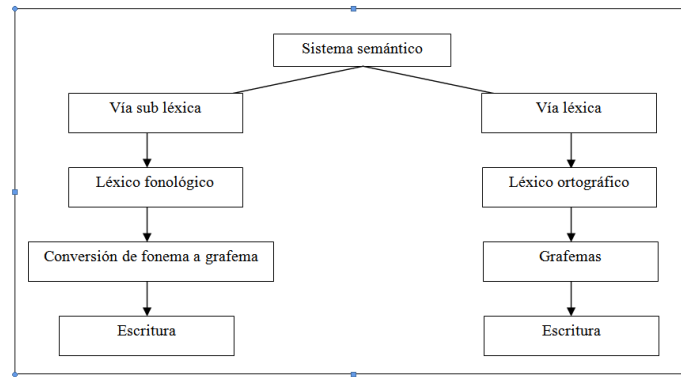 Sistema semántico
Vía sub léxica
Vía léxica
Léxico fonológico
Léxico ortográfico
Conversión de fonema a grafema
Grafemas
Escritura
Escritura